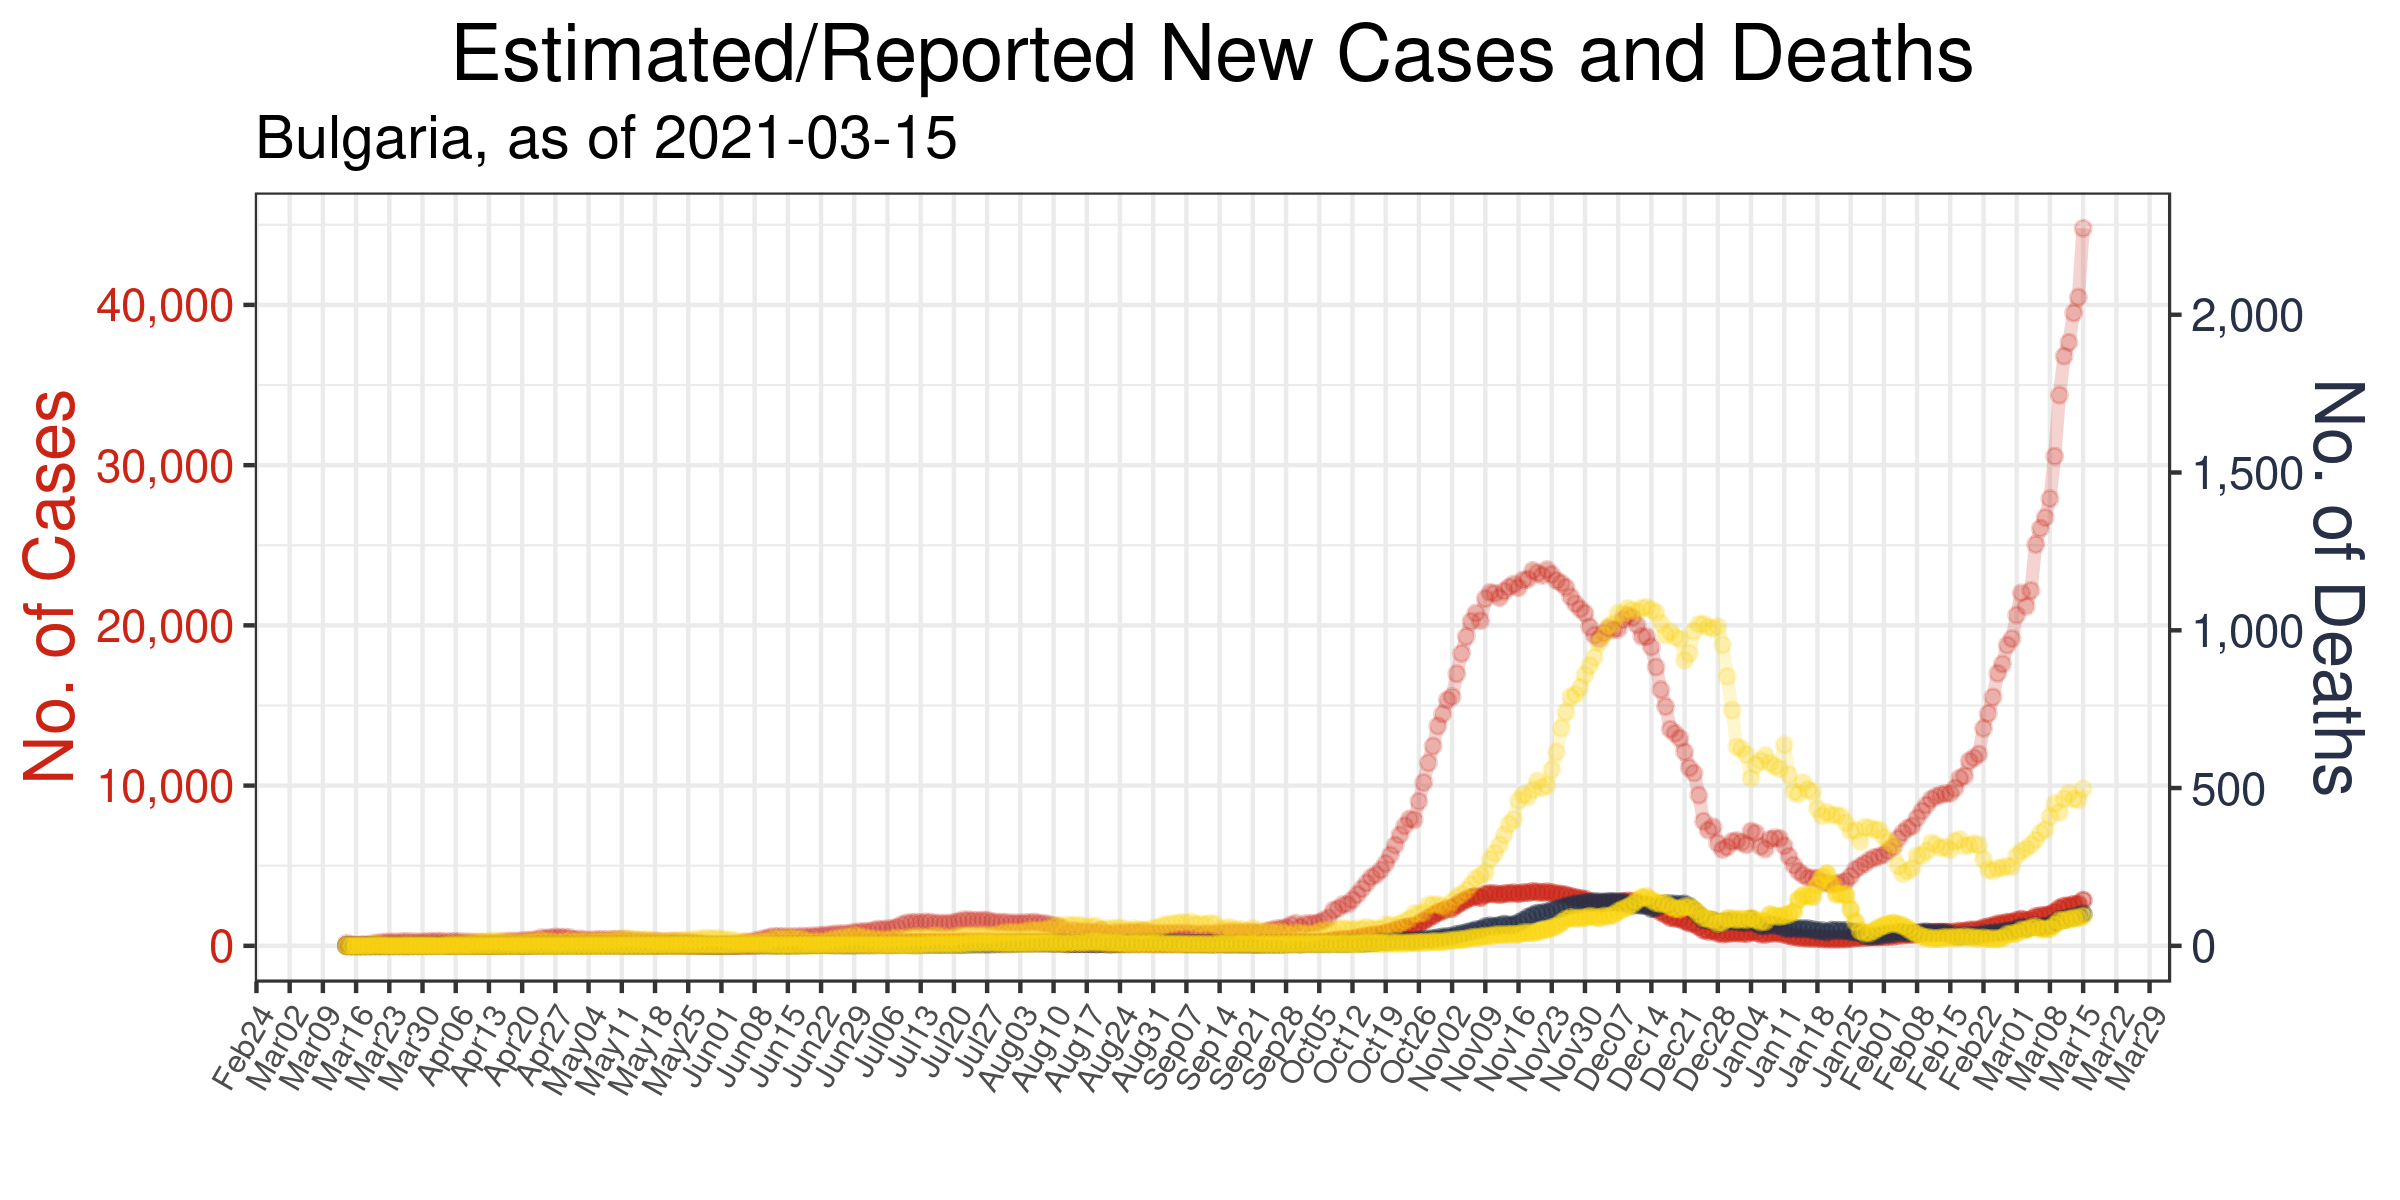 Estimated/Reported New Cases and Deaths
Bulgaria, as of 2021-03-15
No. of Cases
40,000
30,000
20,000
10,000
0
2,000
1,500
1,000
500
0
No. of Deaths
Feb24
Mar02
Mar09
Mar16
Mar23
Mar30
Apr06
Apr13
Apr20
Apr27
May04
May11
May18
May25
Jun01
Jun08
Jun15
Jun22
Jun29
Jul06
Jul13
Jul20
Jul27
Aug03
Aug10
Aug17
Aug24
Aug31
Sep07
Sep14
Sep21
Sep28
Oct05
Oct12
Oct19
Oct26
Nov02
Nov09
Nov16
Nov23
Nov30
Dec07
Dec14
Dec21
Dec28
Jan04
Jan11
Jan18
Jan25
Feb01
Feb08
Feb15
Feb22
Mar01
Mar08
Mar15
Mar22
Mar29